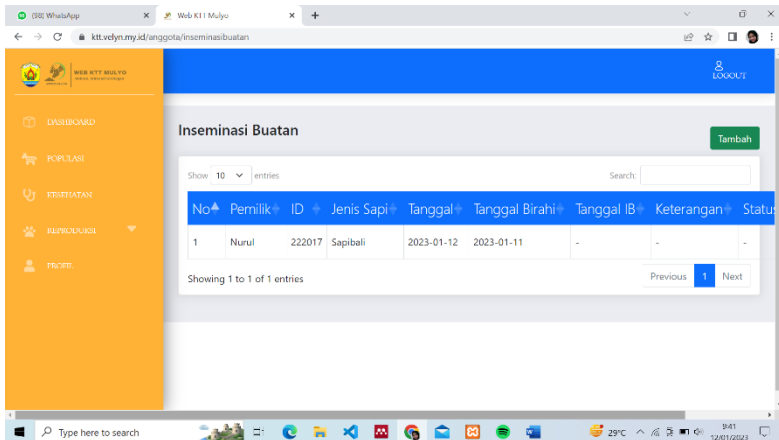 (98) WhatsApp
Web KTT Mulyo
ktt.velyn.my.id/anggota/inseminasibuatan
WEB KTT MULYO
LOGOUT
DASHBOARD
POPULASI
KESEHATAN
REPRODUKSI
PROFIL
Inseminasi Buatan
Tambah
Show 10 entries
Search:
No Pemilik ID Jenis Sapi Tanggal Tanggal Birahi Tanggal IB Keterangan Status
1 Nurul 222017 Sapibali 2023-01-12 2023-01-11 - - -
Showing 1 to 1 of 1 entries
Previous 1 Next
Type here to search
29°C
9:41
12/01/2023